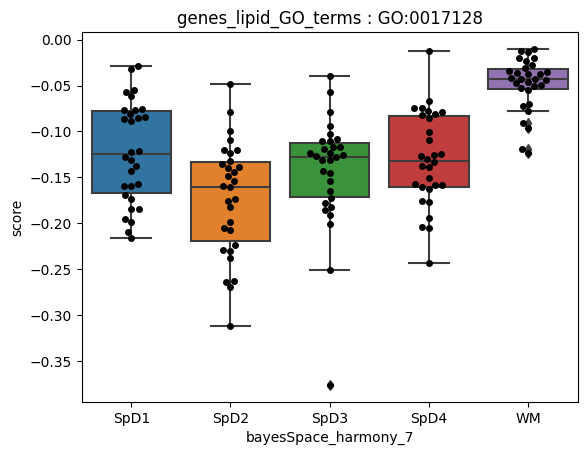 genes_lipid_GO_terms : GO:0017128
0.00
−0.05
−0.10
−0.15
−0.20
−0.25
−0.30
−0.35
score
SpD1 SpD2 SpD3 SpD4 WM
bayesSpace_harmony_7